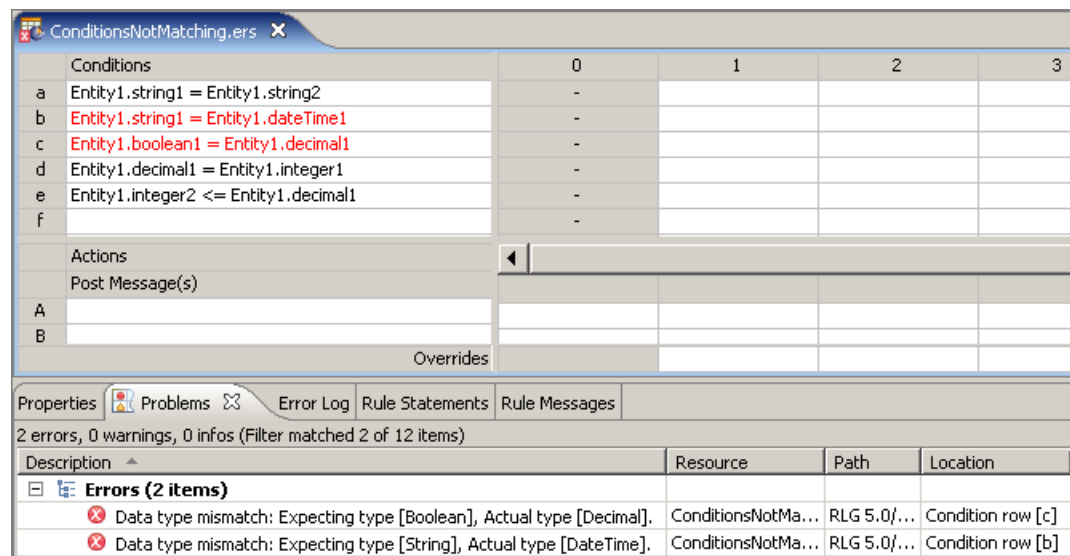 ConditionsNotMatching.ers
Conditions 0 1 2 3
a Entity1.string1 = Entity1.string2 -
b Entity1.string1 = Entity1.dateTime1 -
c Entity1.boolean1 = Entity1.decimal1 -
d Entity1.decimal1 = Entity1.integer1 -
e Entity1.integer2 <= Entity1.decimal1 -
f -
Actions
Post Message(s)
A
B
Overrides
Properties Problems Error Log Rule Statements Rule Messages
2 errors, 0 warnings, 0 infos (Filter matched 2 of 12 items)
Description Resource Path Location
Errors (2 items)
Data type mismatch: Expecting type [Boolean], Actual type [Decimal]. ConditionsNotMa... RLG 5.0/... Condition row [c]
Data type mismatch: Expecting type [String], Actual type [DateTime]. ConditionsNotMa... RLG 5.0/... Condition row [b]